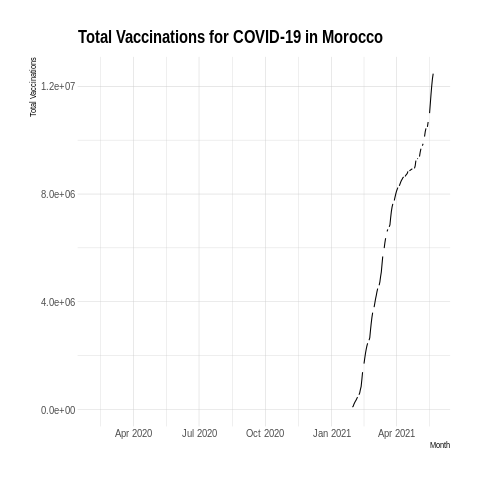 Total Vaccinations for COVID-19 in Morocco
Total Vaccinations
1.2e+07
8.0e+06
4.0e+06
0.0e+00
Apr 2020 Jul 2020 Oct 2020 Jan 2021 Apr 2021
Month